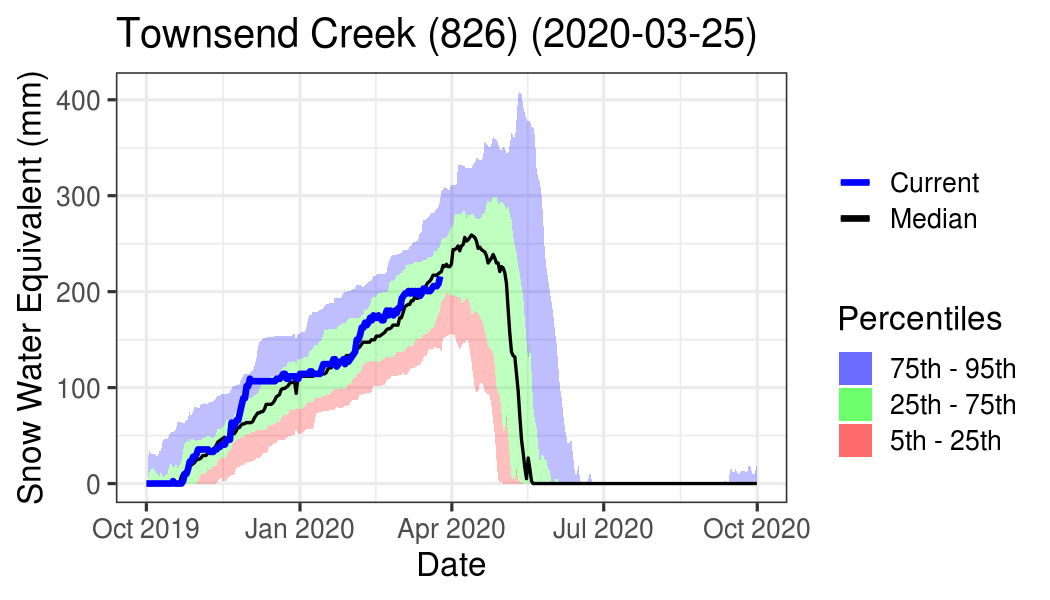 Townsend Creek (826) (2020-03-25)
Snow Water Equivalent (mm)
400
300
200
100
0
Oct 2019
Jan 2020
Apr 2020
Jul 2020
Oct 2020
Date
Current
Median
Percentiles
75th - 95th
25th - 75th
5th - 25th